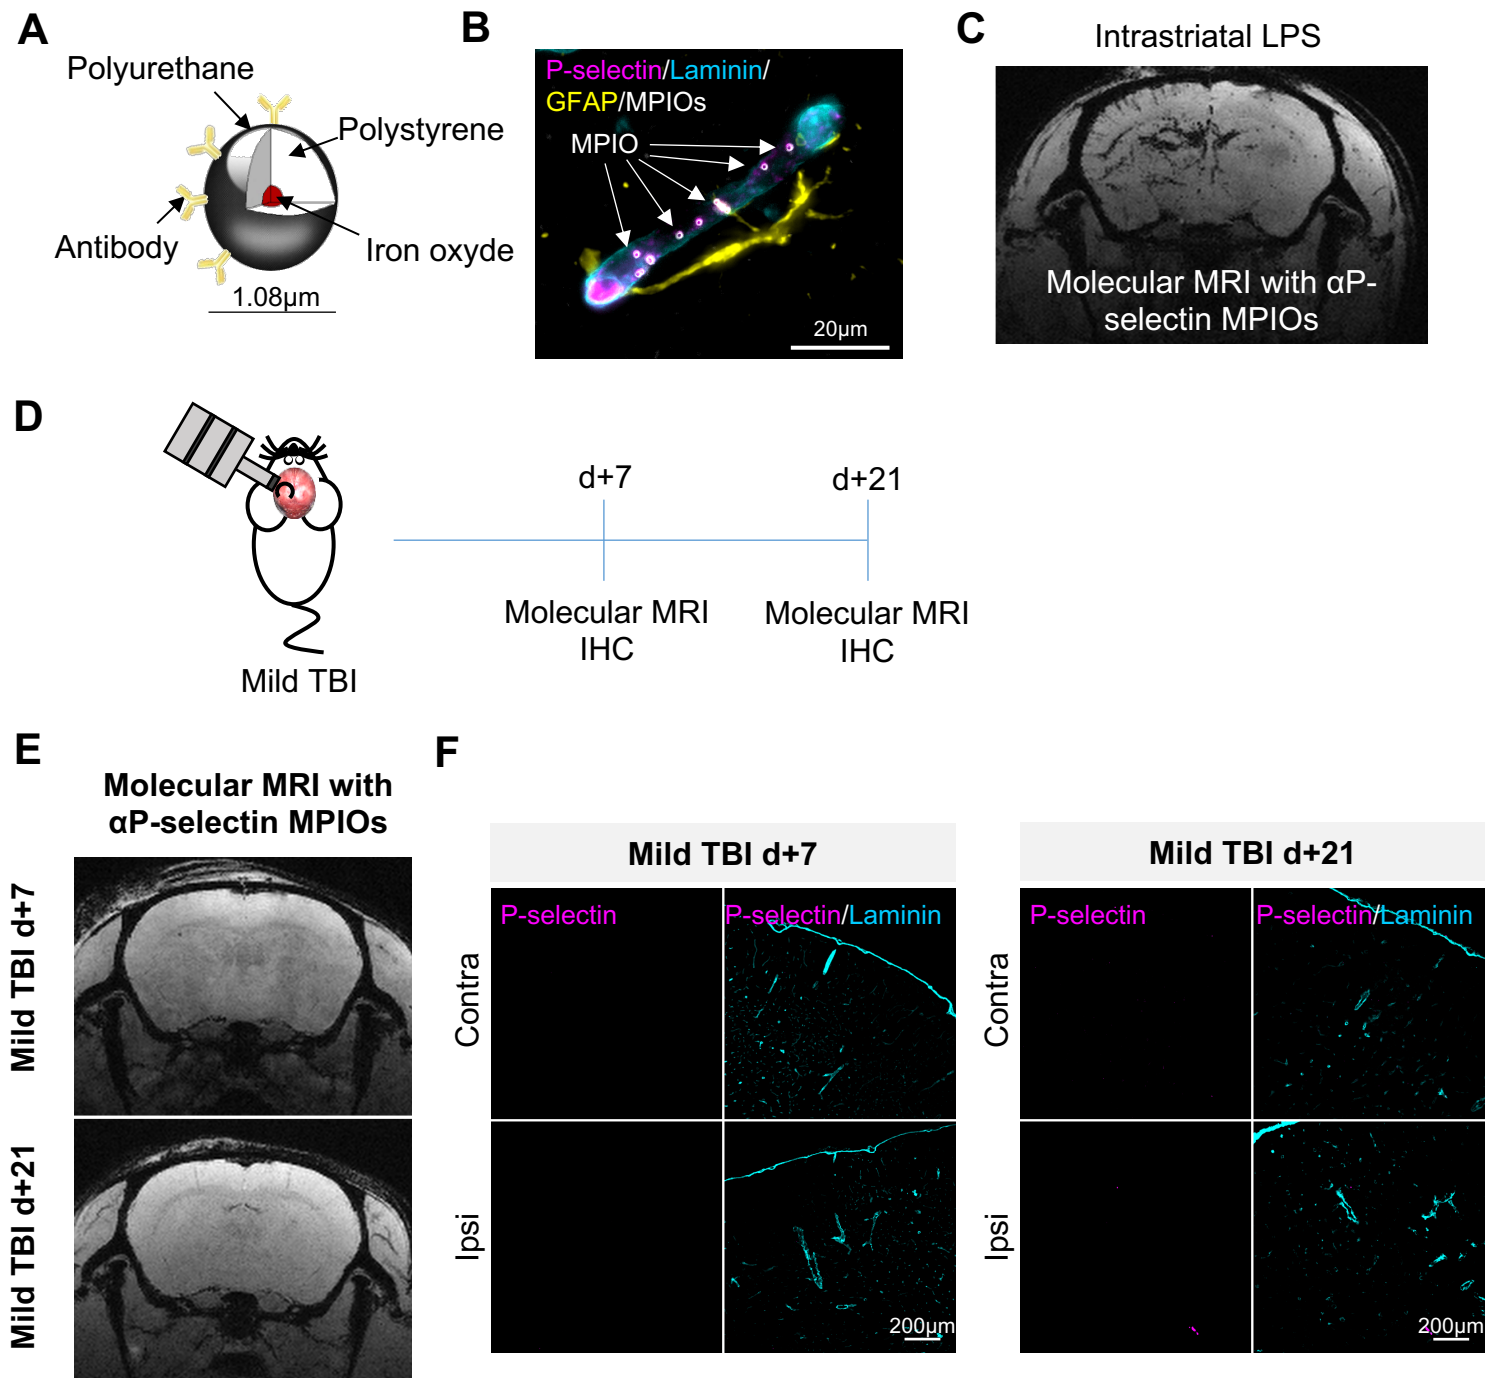 A
Polyurethane
Polystyrene
Antibody
Iron oxyde
1.08µm
B
P-selectin/Laminin/
GFAP/MPIOs
MPIO
20µm
C
Intrastriatal LPS
Molecular MRI with αP-
selectin MPIOs
D
Mild TBI
d+7
Molecular MRI
IHC
d+21
Molecular MRI
IHC
E
Molecular MRI with
αP-selectin MPIOs
Mild TBI d+7
Mild TBI d+21
F
Mild TBI d+7
P-selectin
P-selectin/Laminin
Contra
Ipsi
200µm
Mild TBI d+21
P-selectin
P-selectin/Laminin
Contra
Ipsi
200µm